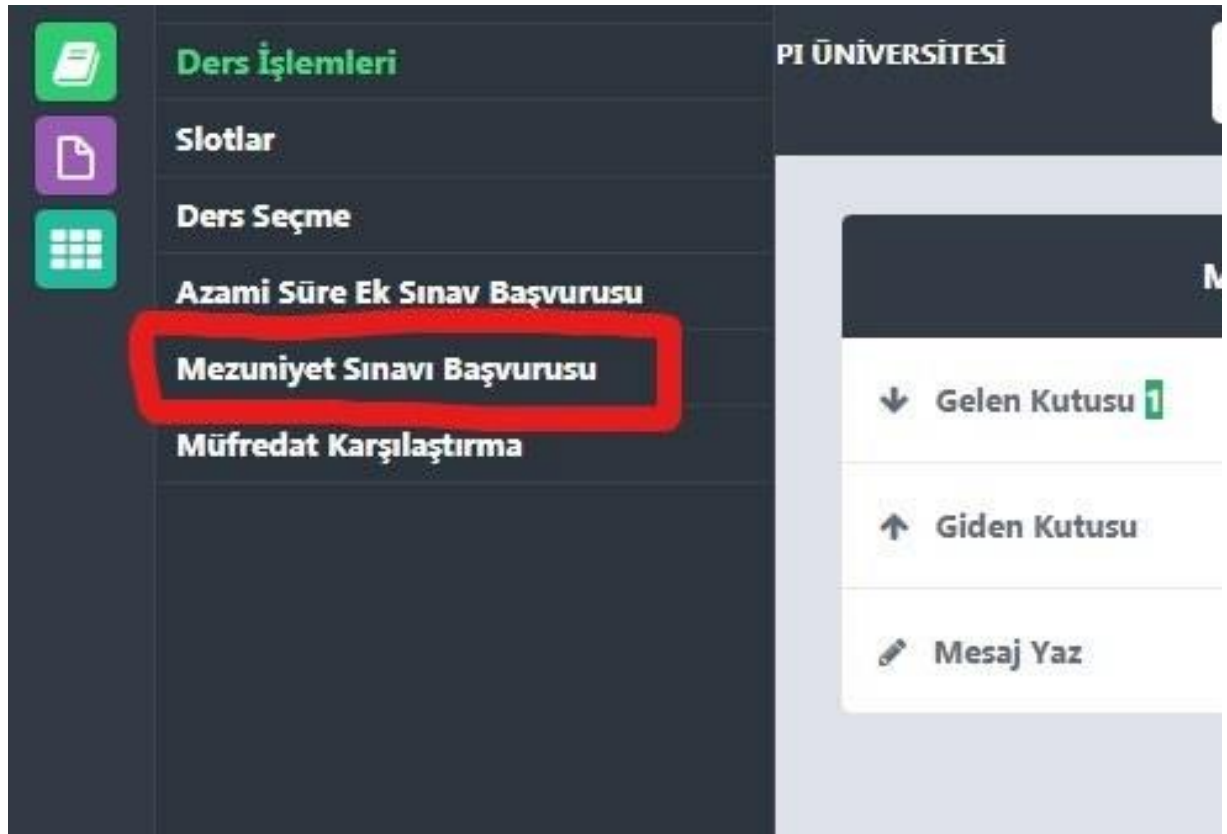 Ders İşlemleri
Slotlar
Ders Seçme
Azami Süre Ek Sınav Başvurusu
Mezuniyet Sınavı Başvurusu
Müfredat Karşılaştırma
PI ÜNİVERSİTESİ
M
Gelen Kutusu 1
Giden Kutusu
Mesaj Yaz